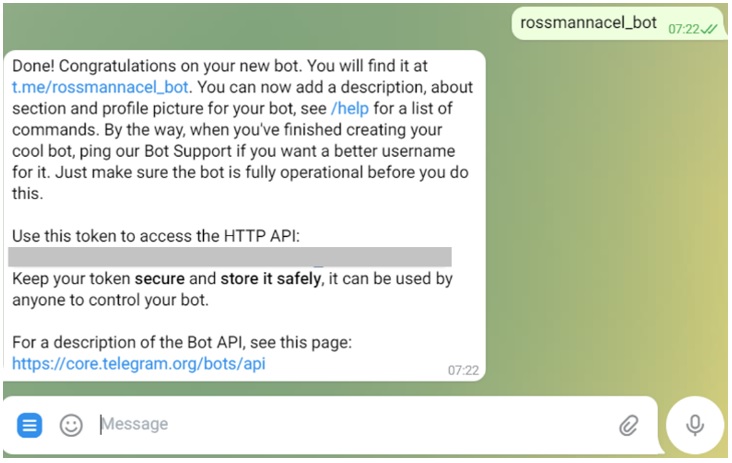 rossmannacel_bot
07:22
Done! Congratulations on your new bot. You will find it at
t.me/rossmannacel_bot. You can now add a description, about
section and profile picture for your bot, see /help for a list of
commands. By the way, when you've finished creating your
cool bot, ping our Bot Support if you want a better username
for it. Just make sure the bot is fully operational before you do
this.
Use this token to access the HTTP API:
Keep your token secure and store it safely, it can be used by
anyone to control your bot.
For a description of the Bot API, see this page:
https://core.telegram.org/bots/api
07:22
Message